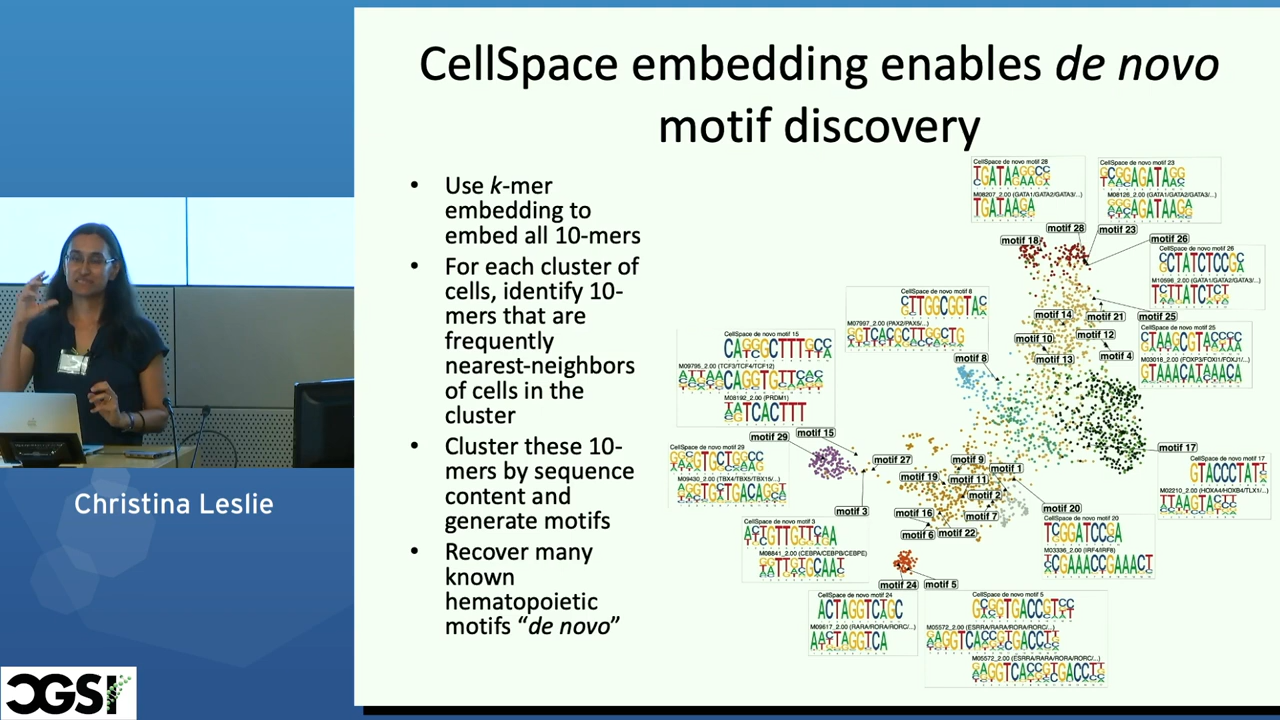 CellSpace embedding enables de novo
motif discovery
• Use k-mer
embedding to
embed all 10-mers
• For each cluster of
cells, identify 10-
mers that are
frequently
nearest-neighbors
of cells in the
cluster
• Cluster these 10-
mers by sequence
content and
generate motifs
• Recover many
known
hematopoietic
motifs “de novo”
CellSpace de novo motif 28
M08207_2.00 (GATA1/GATA2/GATA3/...)
CellSpace de novo motif 23
M08126_2.00 (GATA1/GATA2/GATA3/...)
motif 28
motif 23
motif 18
motif 26
CellSpace de novo motif 26
M10596_2.00 (GATA1/GATA2/GATA3/...)
CellSpace de novo motif 8
M07997_2.00 (PAX2/PAX5/...)
motif 14
motif 21
motif 25
motif 10
motif 12
motif 13
motif 4
motif 8
CellSpace de novo motif 25
M03018_2.00 (FOXP3/FOX1/FOXJ1/...)
CellSpace de novo motif 15
M09795_2.00 (TCF3/TCF4/TCF12)
M08192_2.00 (PRDM1)
motif 29
motif 15
CellSpace de novo motif 29
M09430_2.00 (TBX4/TBX5/TBX15/...)
motif 27
motif 9
motif 1
motif 19
motif 11
motif 2
motif 17
CellSpace de novo motif 17
M02210_2.00 (HOXA4/HOXB4/TLX1/...)
motif 3
motif 16
motif 7
motif 20
motif 6
motif 22
CellSpace de novo motif 3
M08841_2.00 (CEBPA/CEBPB/CEBPE)
CellSpace de novo motif 20
M03336_2.00 (IRF4/IRF8)
motif 24
motif 5
CellSpace de novo motif 24
M09617_2.00 (RARA/RORA/RORC/...)
CellSpace de novo motif 5
M05572_2.00 (ESRRA/RARA/RORA/RORC/...)
M05572_2.00 (ESRRA/RARA/RORA/RORC/...)
Christina Leslie
CGSI